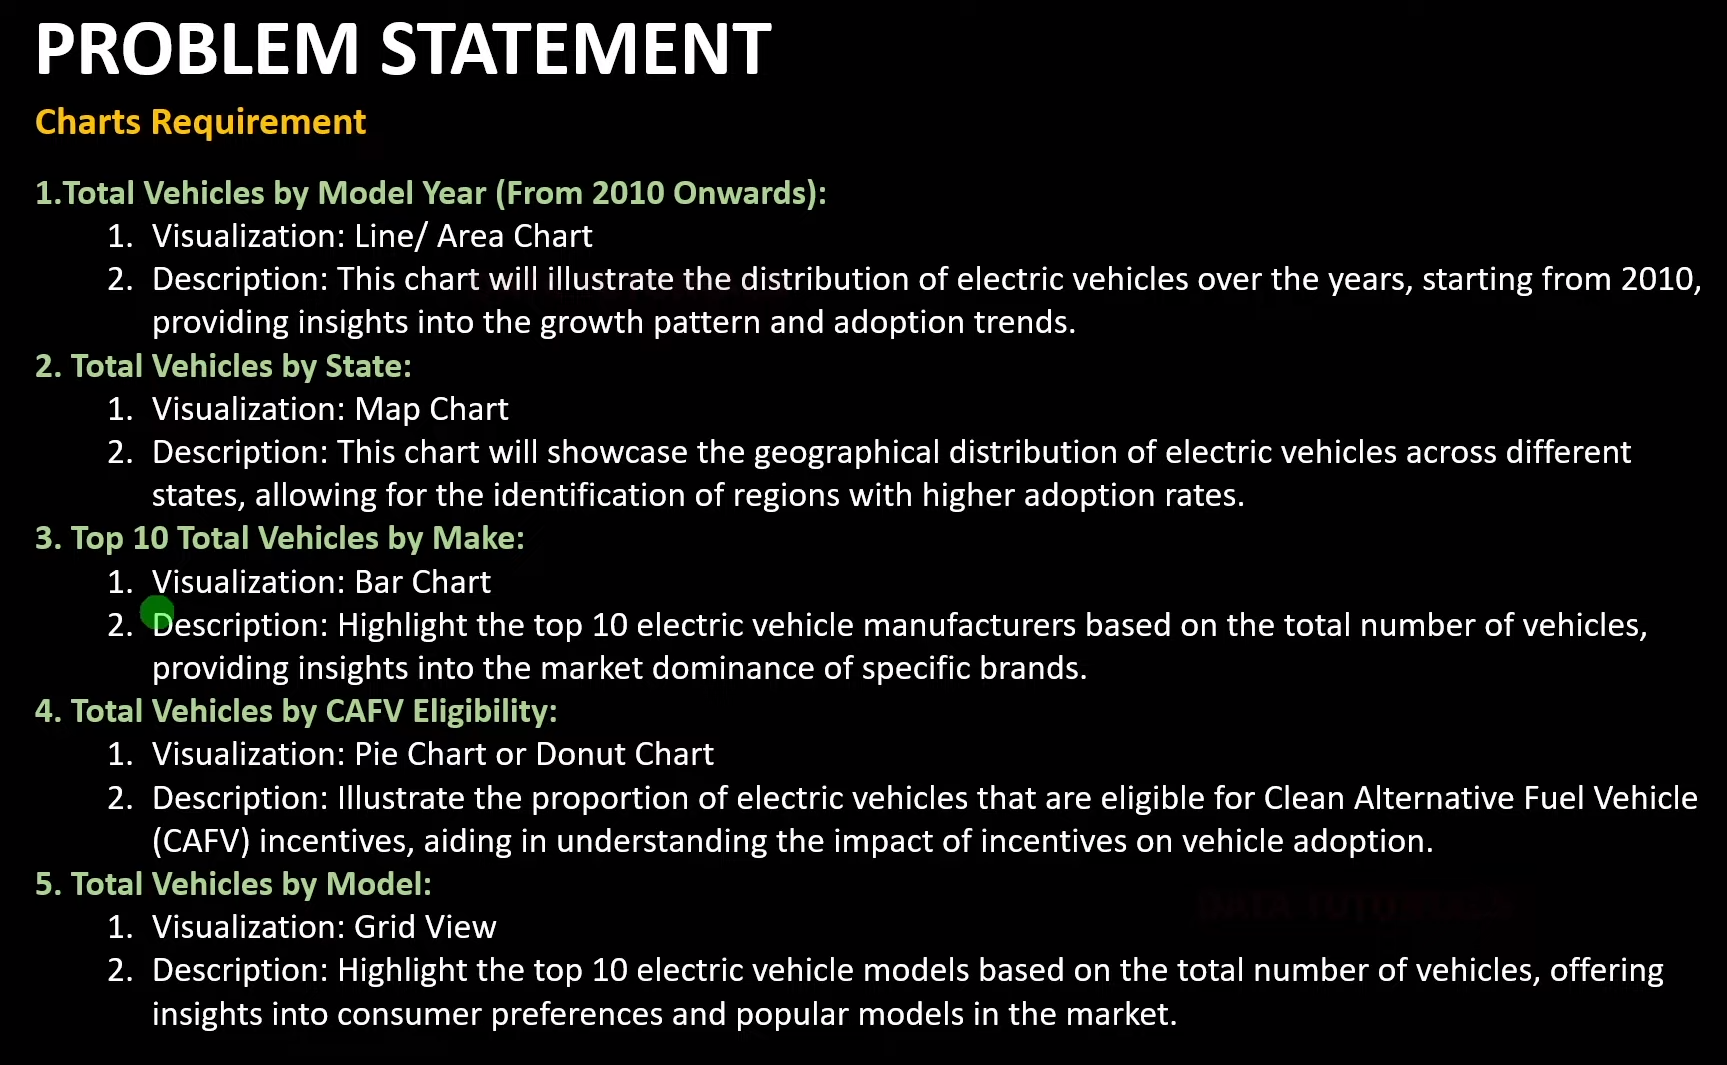 PROBLEM STATEMENT
Charts Requirement
1.Total Vehicles by Model Year (From 2010 Onwards):
1. Visualization: Line/ Area Chart
2. Description: This chart will illustrate the distribution of electric vehicles over the years, starting from 2010,
providing insights into the growth pattern and adoption trends.
2. Total Vehicles by State:
1. Visualization: Map Chart
2. Description: This chart will showcase the geographical distribution of electric vehicles across different
states, allowing for the identification of regions with higher adoption rates.
3. Top 10 Total Vehicles by Make:
1. Visualization: Bar Chart
2. Description: Highlight the top 10 electric vehicle manufacturers based on the total number of vehicles,
providing insights into the market dominance of specific brands.
4. Total Vehicles by CAFV Eligibility:
1. Visualization: Pie Chart or Donut Chart
2. Description: Illustrate the proportion of electric vehicles that are eligible for Clean Alternative Fuel Vehicle
(CAFV) incentives, aiding in understanding the impact of incentives on vehicle adoption.
5. Total Vehicles by Model:
1. Visualization: Grid View
2. Description: Highlight the top 10 electric vehicle models based on the total number of vehicles, offering
insights into consumer preferences and popular models in the market.